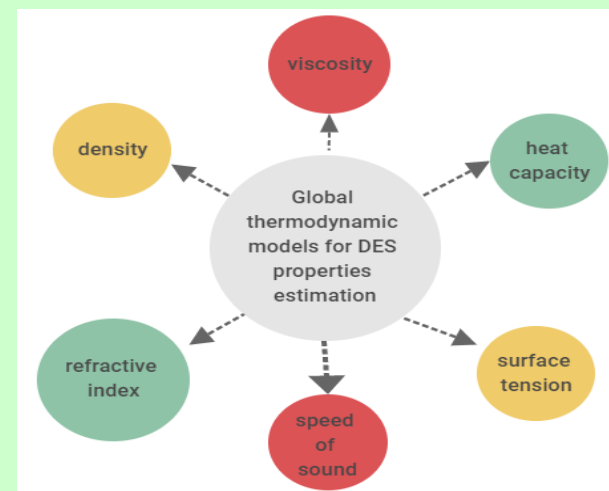 viscosity
density
heat
capacity
Global
thermodynamic
models for DES
properties
estimation
refractive
index
surface
tension
speed
of
sound